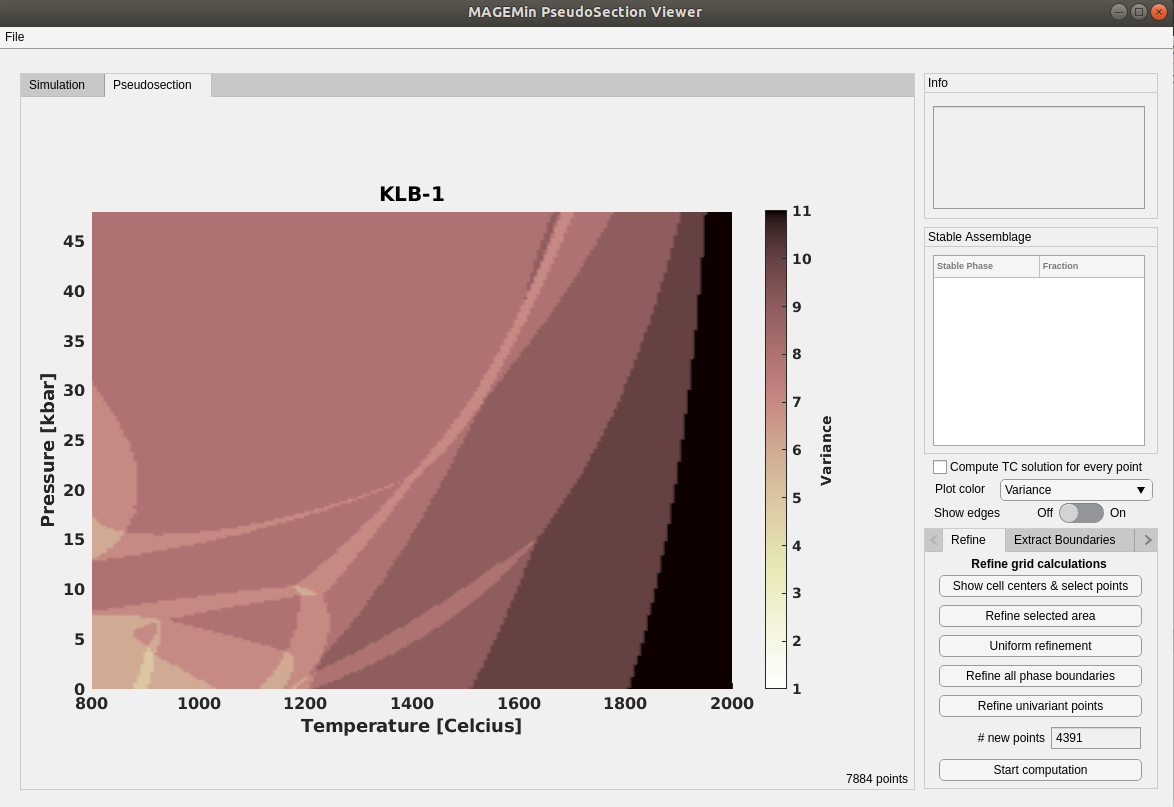 MAGEMin PseudoSection Viewer
File
Simulation
Pseudosection
KLB-1
Pressure [kbar]
45
40
35
30
25
20
15
10
5
0
800
1000
1200
1400
1600
1800
2000
Temperature [Celcius]
11
10
9
8
7
6
5
4
3
2
1
Variance
7884 points
Info
Stable Assemblage
Stable Phase
Fraction
Compute TC solution for every point
Plot color
Variance
Show edges
Off
On
Refine
Extract Boundaries
Refine grid calculations
Show cell centers & select points
Refine selected area
Uniform refinement
Refine all phase boundaries
Refine univariant points
# new points
4391
Start computation